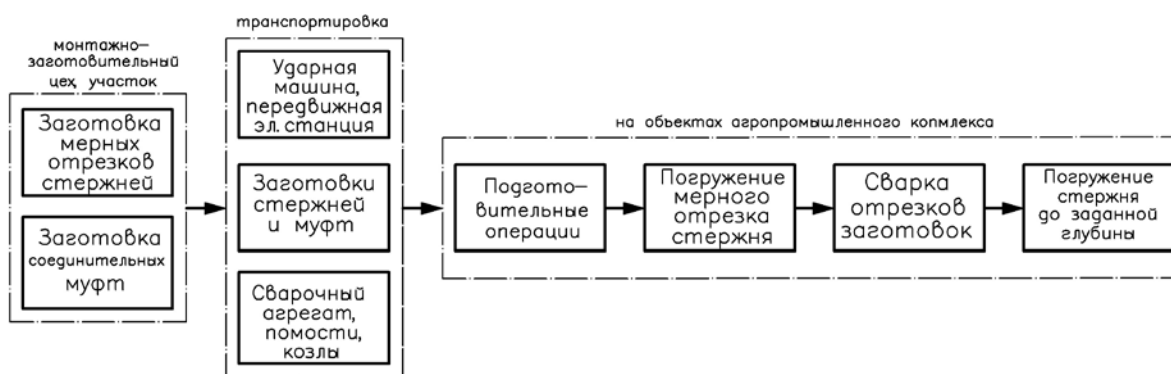 монтажно-
заготовительный
цех, участок
Заготовка
мерных
отрезков
стержней
Заготовка
соединительных
муфт
транспортировка
Ударная
машина,
передвижная
эл. станция
Заготовки
стержней
и муфт
Сварочный
агрегат,
помости,
козлы
на объектах агропромышленного копмлекса
Подгото-
вительные
операции
Погружение
мерного
отрезка
стержня
Сварка
отрезков
заготовок
Погружение
стержня
до заданной
глубины